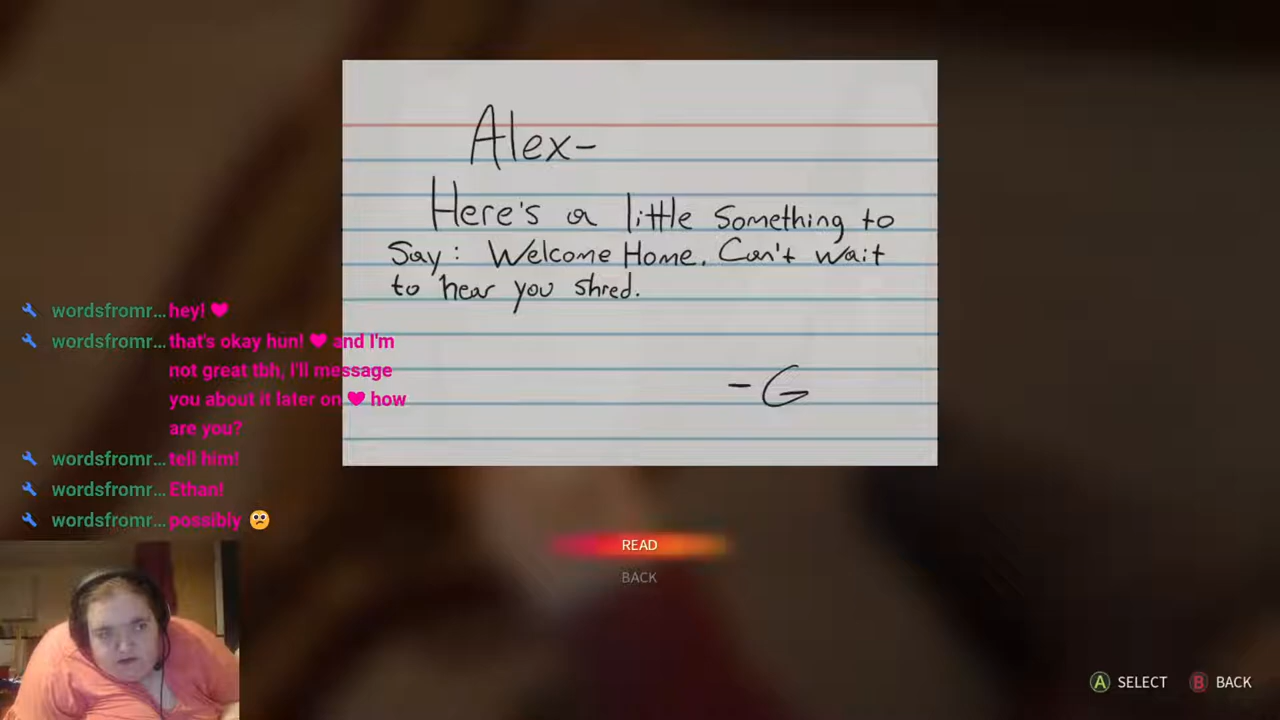 Alex-
Here's a little something to
Say: Welcome Home. Can't wait
to hear you shred.
-G
wordsfromr... hey! ♥
wordsfromr... that's okay hun! ♥ and I'm
not great tbh, I'll message
you about it later on ♥ how
are you?
wordsfromr... tell him!
wordsfromr... Ethan!
wordsfromr... possibly 🥺
READ
BACK
A SELECT B BACK